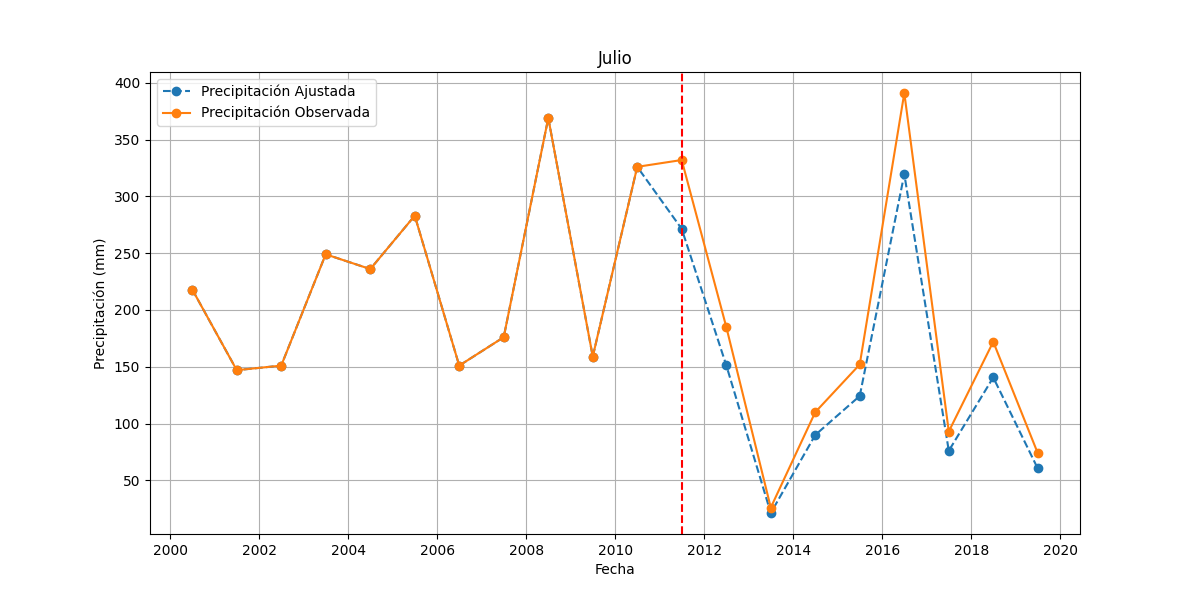 Julio
Precipitación Ajustada
Precipitación Observada
Precipitación (mm)
400
350
300
250
200
150
100
50
2000 2002 2004 2006 2008 2010 2012 2014 2016 2018 2020
Fecha